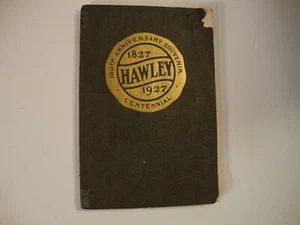 100TH ANNIVERSARY SOUVENIR
1827
HAWLEY
1927
CENTENNIAL